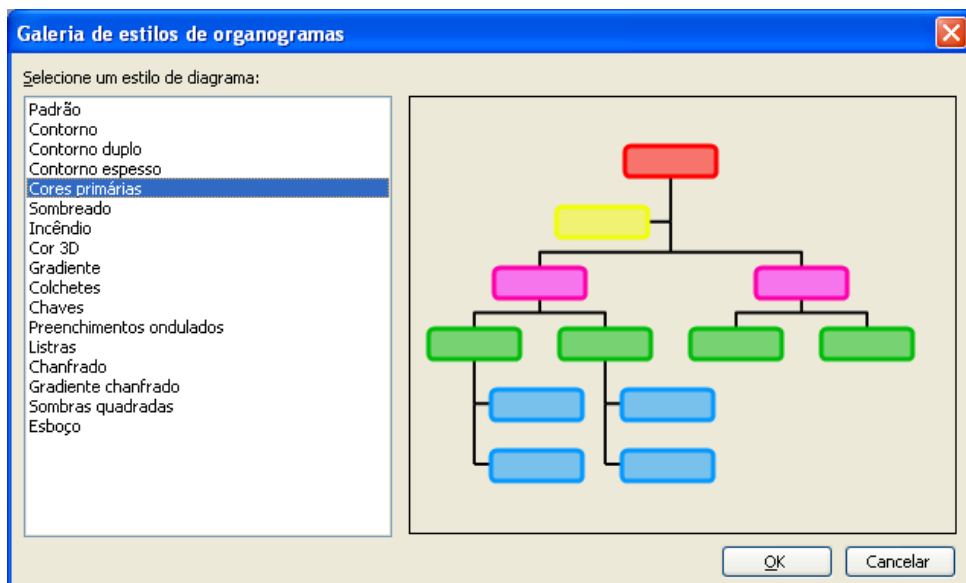 Galeria de estilos de organogramas
Selecione um estilo de diagrama:
Padrão
Contorno
Contorno duplo
Contorno espesso
Cores primárias
Sombreado
Incêndio
Cor 3D
Gradiente
Colchetes
Chaves
Preenchimentos ondulados
Listras
Chanfrado
Gradiente chanfrado
Sombras quadradas
Esboço
OK
Cancelar